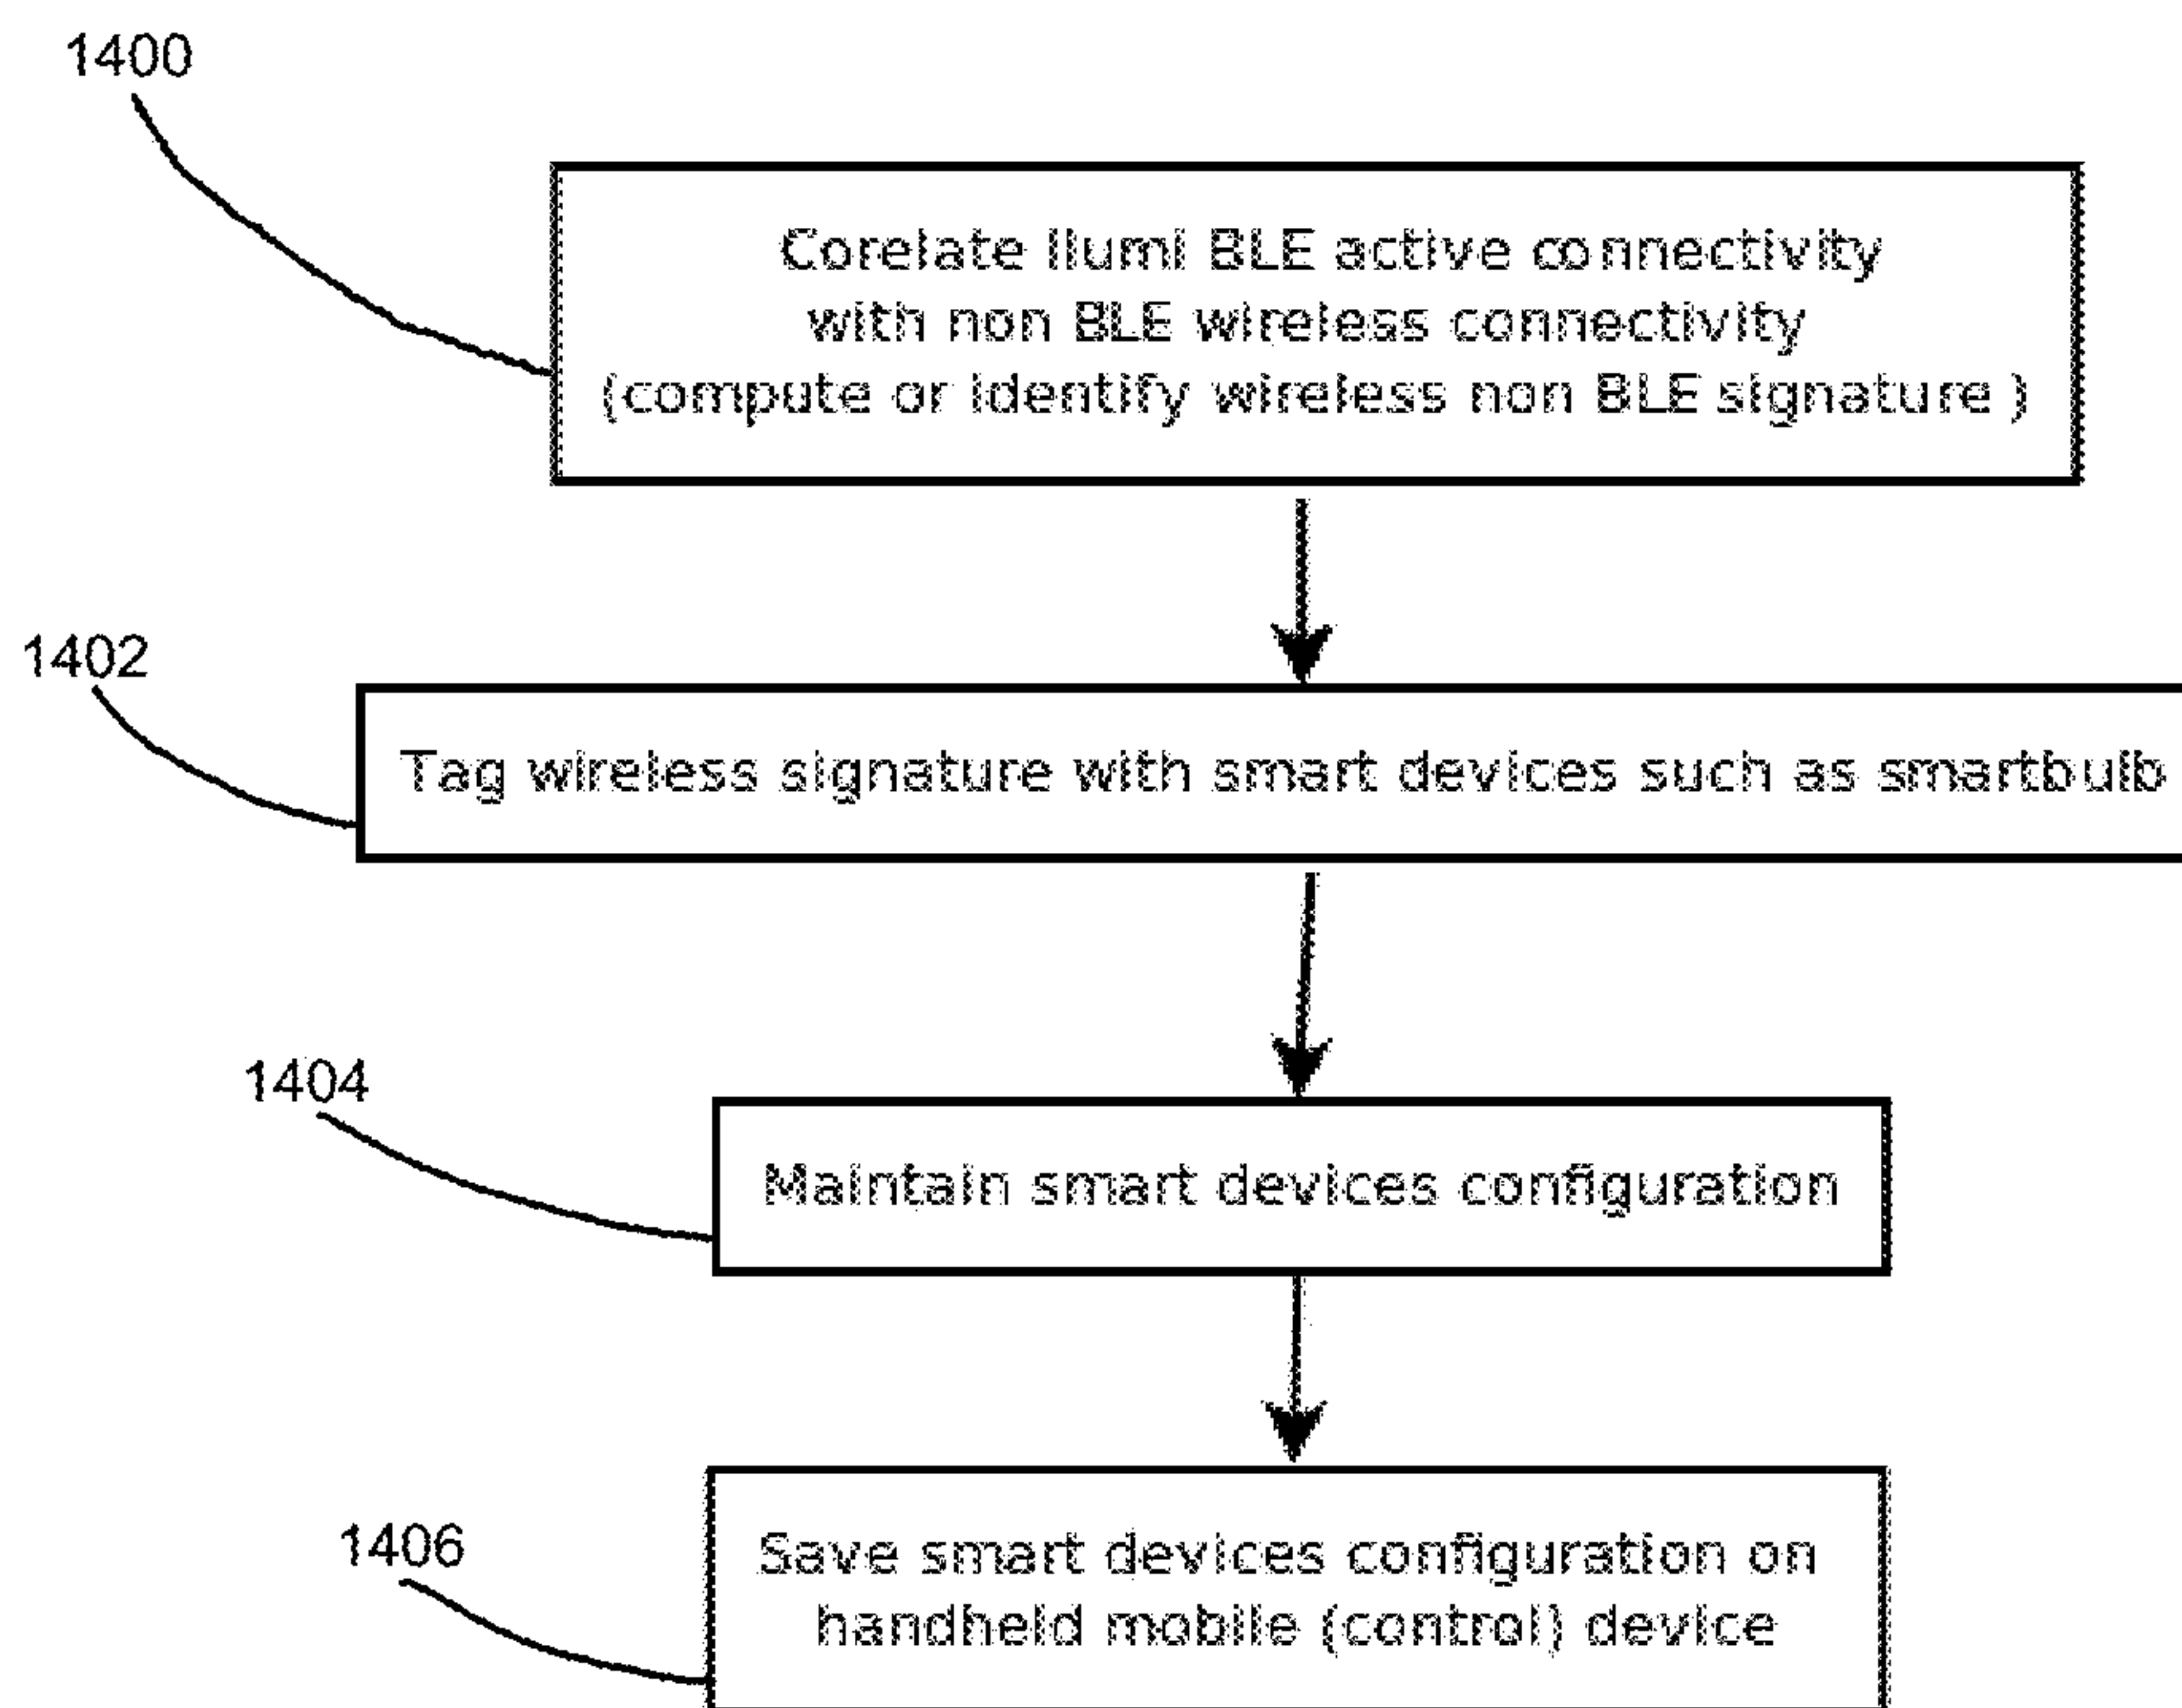 1400
Corelate ilumi BLE active connectivity
with non BLE wireless connectivity
(compute or identify wireless non BLE signature )
1402
Tag wireless signature with smart devices such as smartbulb
1404
Maintain smart devices configuration
1406
Save smart devices configuration on
handheld mobile (control) device